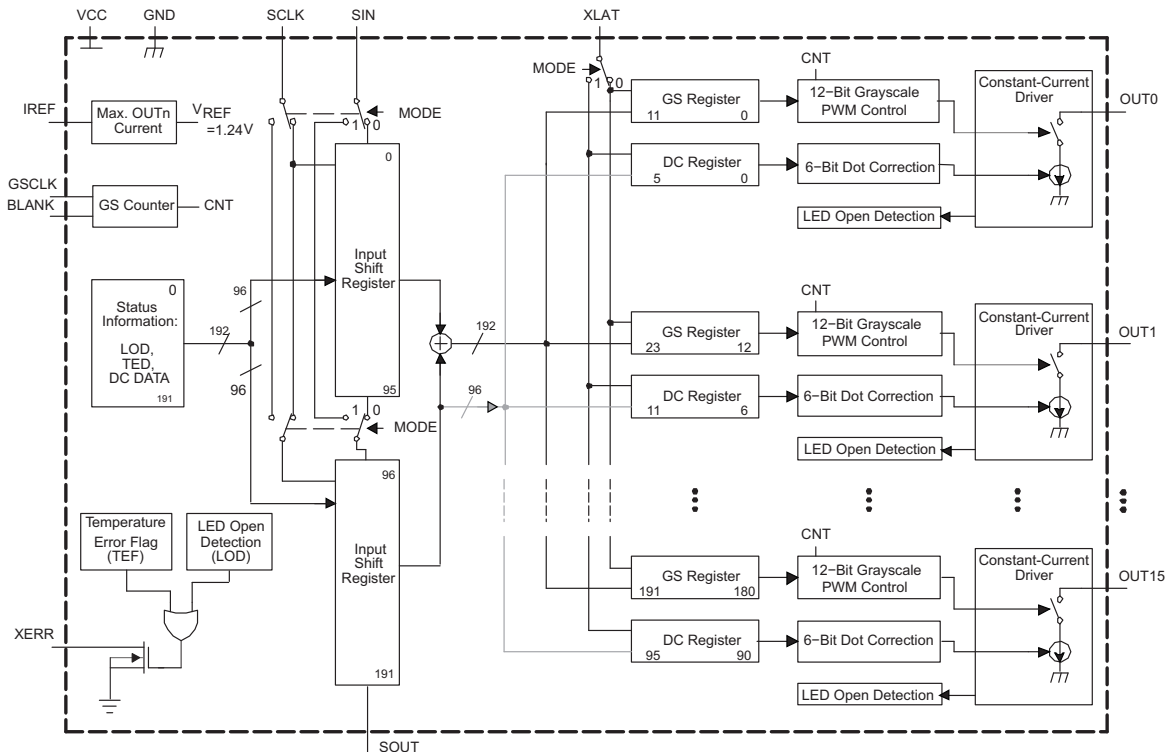 VCC
GND
SCLK
SIN
XLAT
MODE
1 0
CNT
IREF
Max. OUTn
Current
VREF
=1.24V
1 0
MODE
GS Register
11 0
12−Bit Grayscale
PWM Control
Constant-Current
Driver
OUT0
0
DC Register
5 0
6−Bit Dot Correction
GSCLK
BLANK
GS Counter
CNT
LED Open Detection
Input
Shift
Register
0
Status
Information:
LOD,
TED,
DC DATA
191
192
96
96
95
192
96
CNT
GS Register
23 12
12−Bit Grayscale
PWM Control
Constant-Current
Driver
OUT1
DC Register
11 6
6−Bit Dot Correction
1 0
MODE
LED Open Detection
96
Input
Shift
Register
191
Temperature
Error Flag
(TEF)
LED Open
Detection
(LOD)
XERR
CNT
GS Register
191 180
12−Bit Grayscale
PWM Control
Constant-Current
Driver
OUT15
DC Register
95 90
6−Bit Dot Correction
LED Open Detection
SOUT